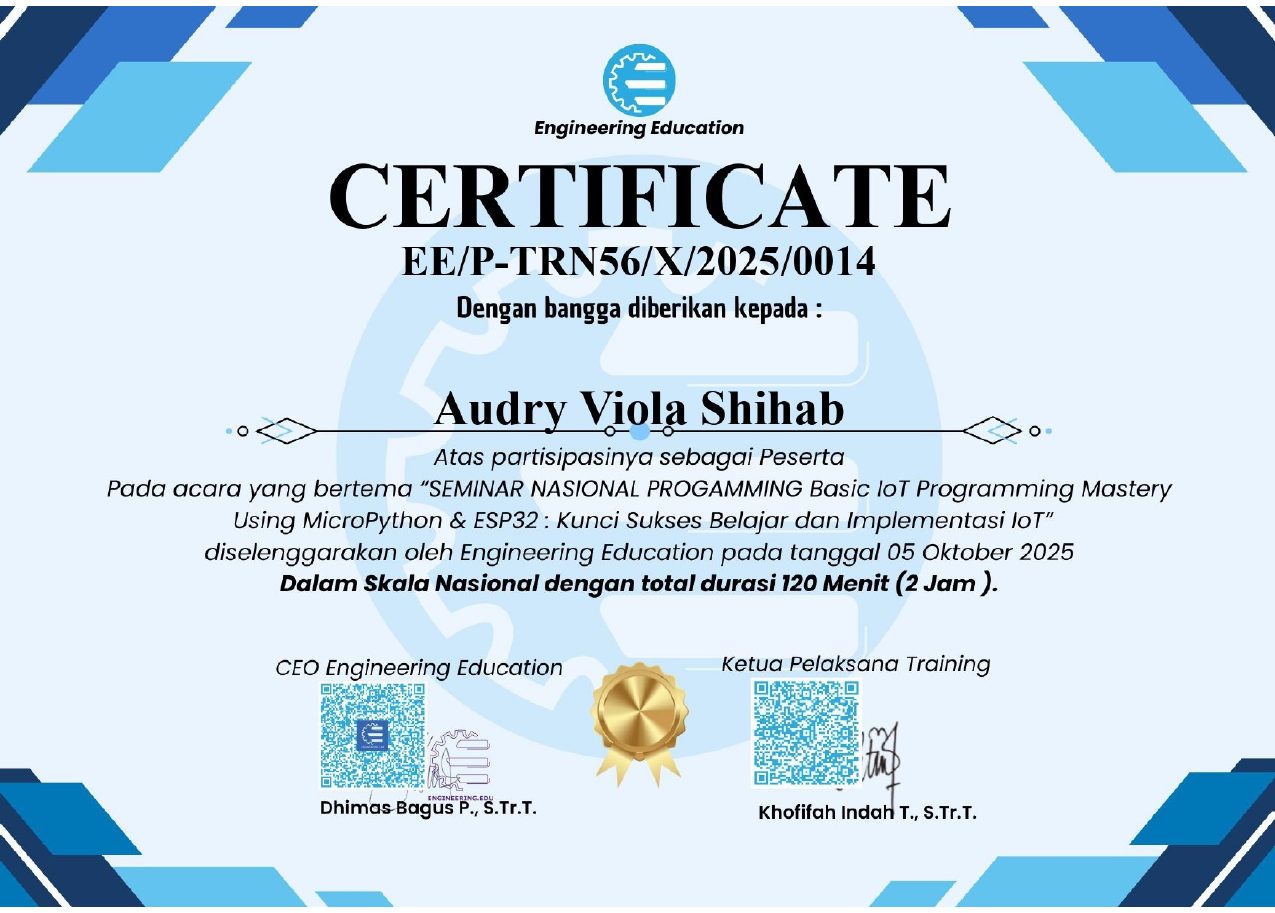 Engineering Education
CERTIFICATE
EE/P-TRN56/X/2025/0014
Dengan bangga diberikan kepada :
Audry Viola Shihab
Atas partisipasinya sebagai Peserta
Pada acara yang bertema “SEMINAR NASIONAL PROGAMMING Basic IoT Programming Mastery
Using MicroPython & ESP32 : Kunci Sukses Belajar dan Implementasi IoT”
diselenggarakan oleh Engineering Education pada tanggal 05 Oktober 2025
Dalam Skala Nasional dengan total durasi 120 Menit (2 Jam ).
CEO Engineering Education
ENGINEERING.EDU
Dhimas Bagus P., S.Tr.T.
Ketua Pelaksana Training
Khofifah Indah T., S.Tr.T.